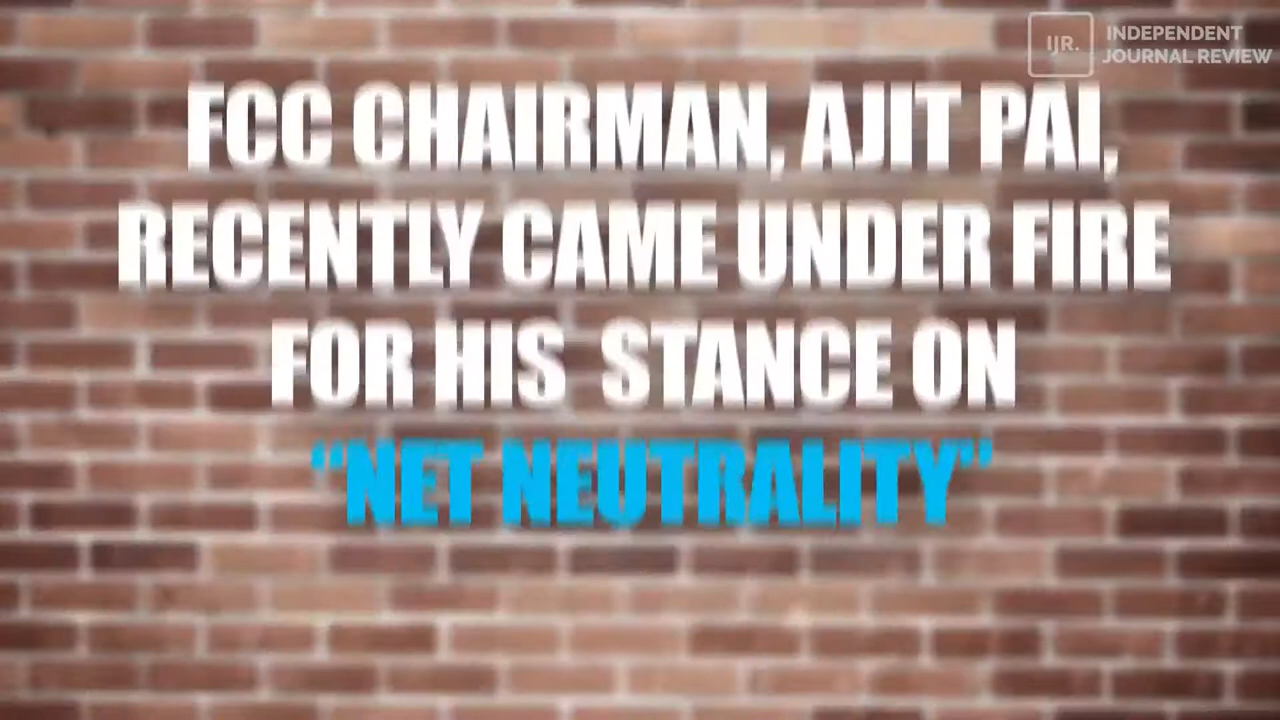 IJR.
INDEPENDENT
JOURNAL REVIEW
FCC CHAIRMAN, AJIT PAI,
RECENTLY CAME UNDER FIRE
FOR HIS STANCE ON
“NET NEUTRALITY”